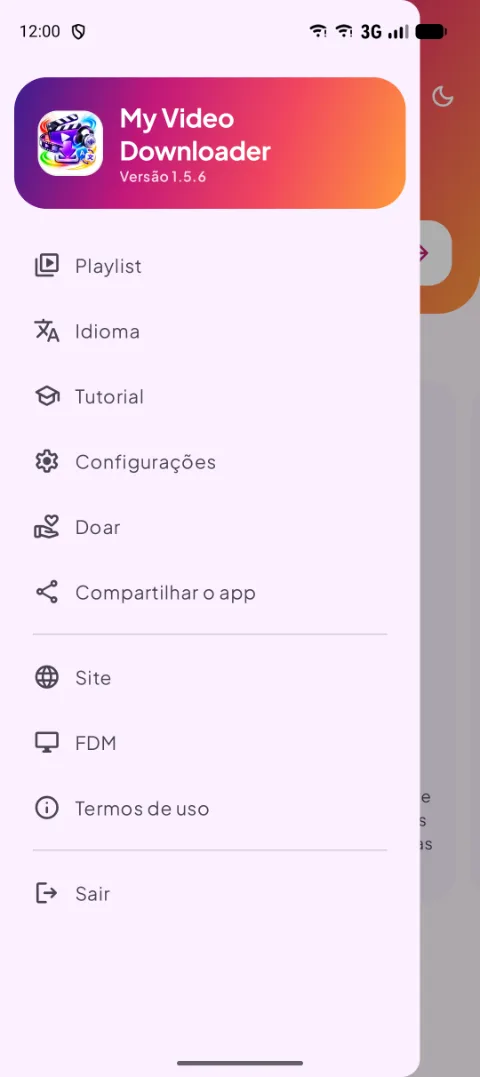 12:00
3G
My Video
Downloader
Versão 1.5.6
Playlist
Idioma
Tutorial
Configurações
Doar
Compartilhar o app
Site
FDM
Termos de uso
Sair
e
s
as